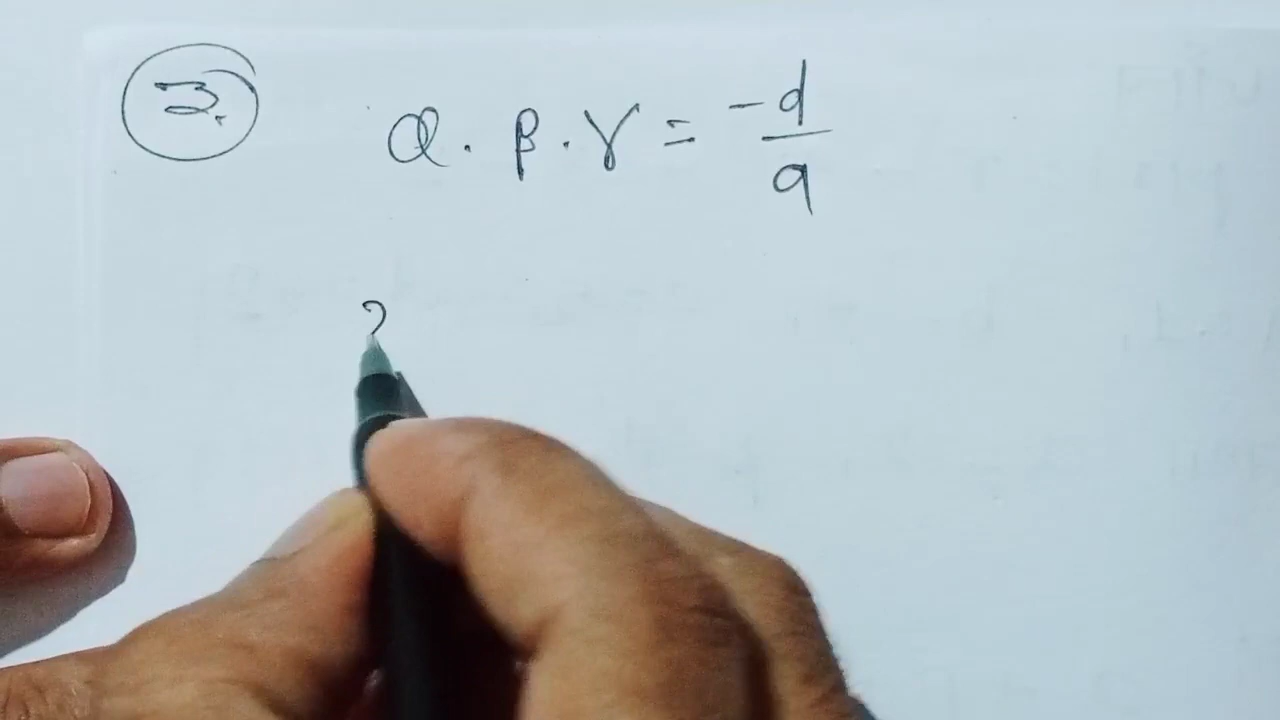 3. α . β . γ = -d/a
2